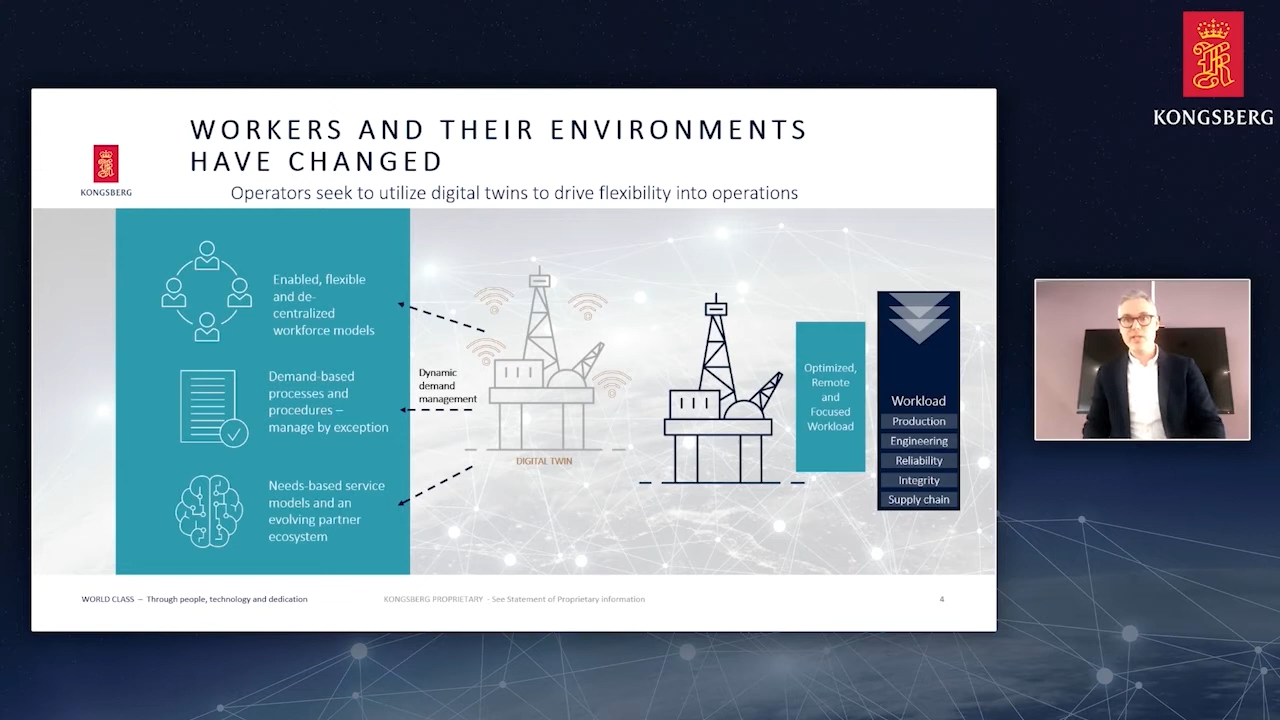 KONGSBERG
WORKERS AND THEIR ENVIRONMENTS
HAVE CHANGED
KONGSBERG
Operators seek to utilize digital twins to drive flexibility into operations
Enabled, flexible
and de-
centralized
workforce models
Demand-based
processes and
procedures –
manage by exception
Needs-based service
models and an
evolving partner
ecosystem
Dynamic
demand
management
DIGITAL TWIN
Optimized,
Remote
and
Focused
Workload
Workload
Production
Engineering
Reliability
Integrity
Supply chain
WORLD CLASS – Through people, technology and dedication
KONGSBERG PROPRIETARY - See Statement of Proprietary information
4